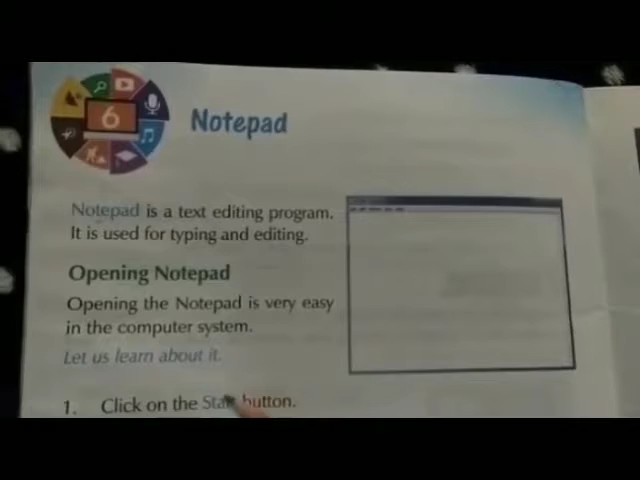 6
Notepad
Notepad is a text editing program.
It is used for typing and editing.
Opening Notepad
Opening the Notepad is very easy
in the computer system.
Let us learn about it.
1. Click on the Start button.